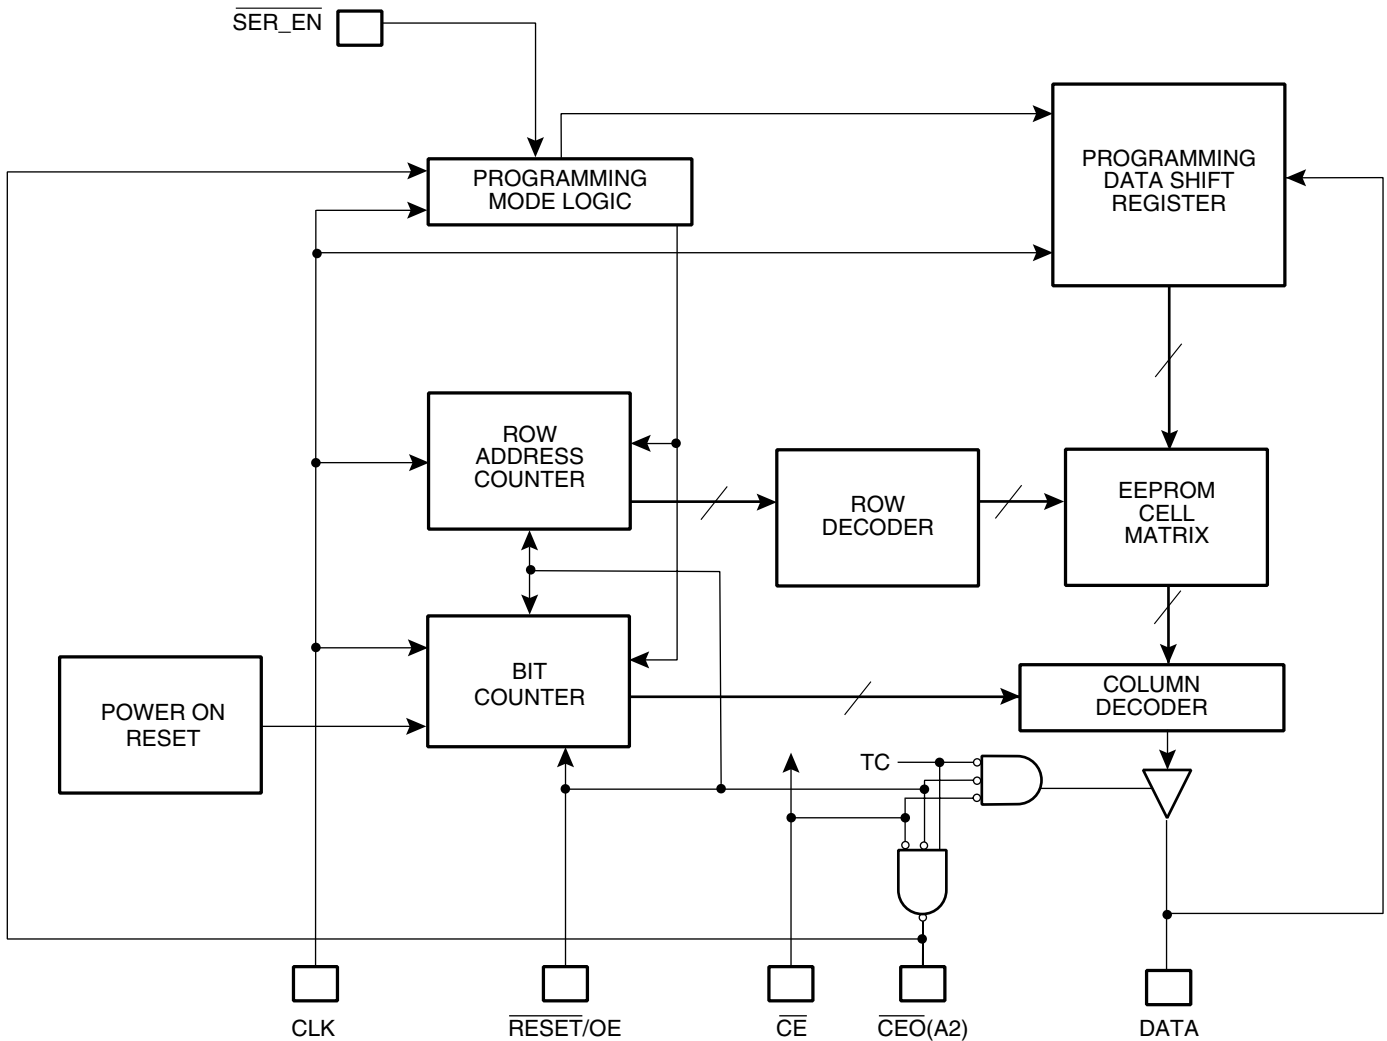 SER_EN
PROGRAMMING
MODE LOGIC
PROGRAMMING
DATA SHIFT
REGISTER
ROW
ADDRESS
COUNTER
ROW
DECODER
EEPROM
CELL
MATRIX
POWER ON
RESET
BIT
COUNTER
COLUMN
DECODER
TC
CLK
RESET/OE
CE
CEO(A2)
DATA